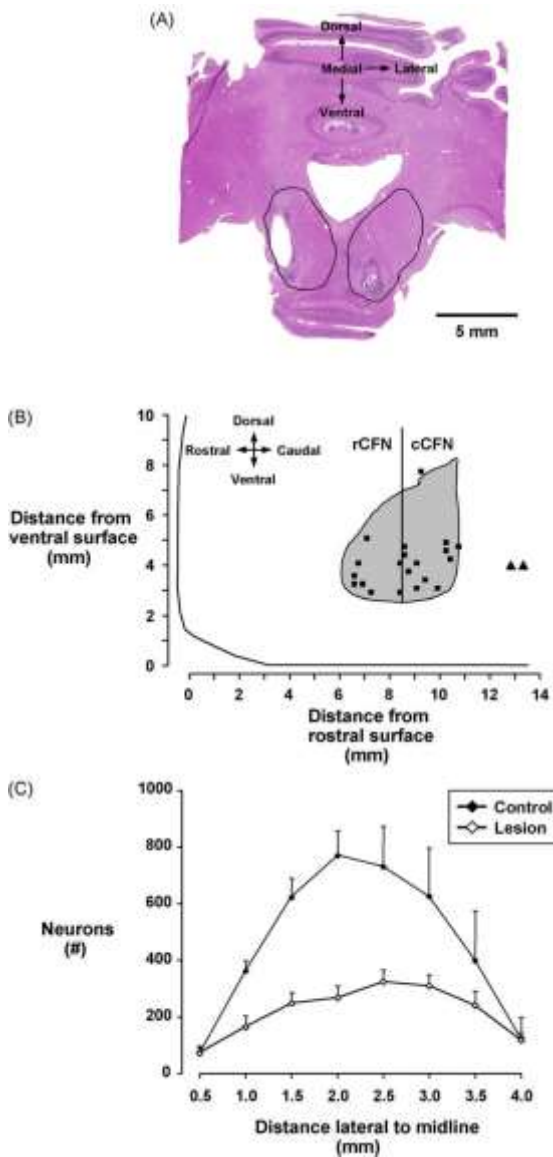 (A)
Dorsal
Medial
Lateral
Ventral
5 mm
(B)
10
8
6
4
2
0
Distance from
ventral surface
(mm)
Dorsal
Rostral
Caudal
Ventral
rCFN
cCFN
0 2 4 6 8 10 12 13 14
Distance from
rostral surface
(mm)
(C)
1000
800
600
400
200
0
Neurons
(#)
Control
Lesion
0.5 1.0 1.5 2.0 2.5 3.0 3.5 4.0
Distance lateral to midline
(mm)